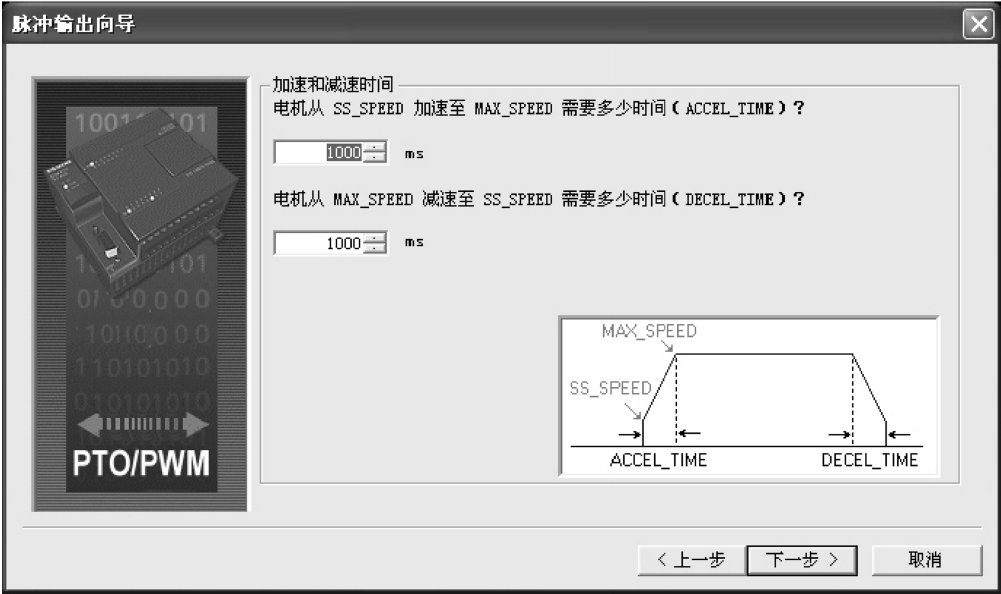 脉冲输出向导
加速和减速时间
电机从 SS_SPEED 加速至 MAX_SPEED 需要多少时间(ACCEL_TIME)?
1000 ms
电机从 MAX_SPEED 减速至 SS_SPEED 需要多少时间(DECEL_TIME)?
1000 ms
MAX_SPEED
SS_SPEED
ACCEL_TIME DECEL_TIME
110101010
010101010
PTO/PWM
< 上一步 下一步 > 取消